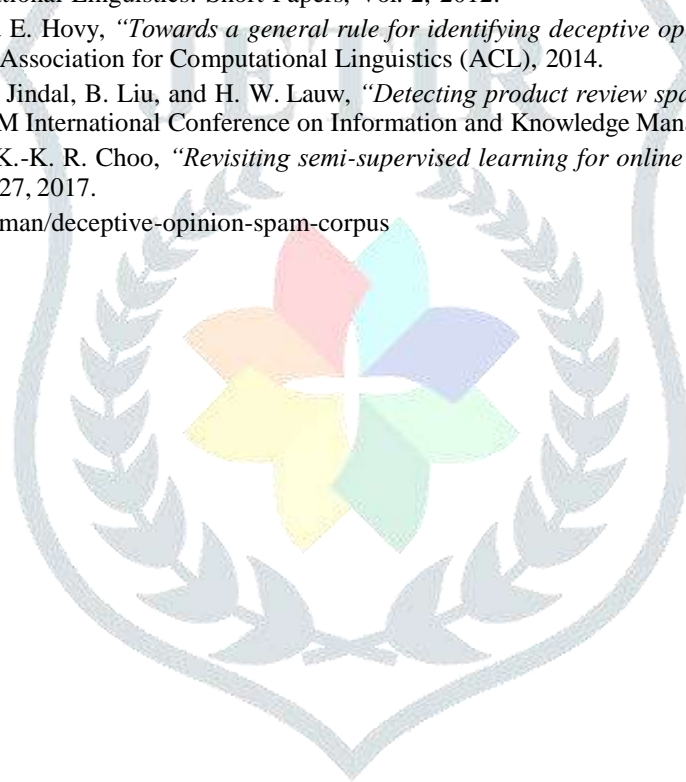 ational Linguistics: Short Papers, Vol. 2, 2012.
E. Hovy, “Towards a general rule for identifying deceptive op
Association for Computational Linguistics (ACL), 2014.
Jindal, B. Liu, and H. W. Lauw, “Detecting product review spa
M International Conference on Information and Knowledge Mana
K.-K. R. Choo, “Revisiting semi-supervised learning for online
27, 2017.
man/deceptive-opinion-spam-corpus
JETIR